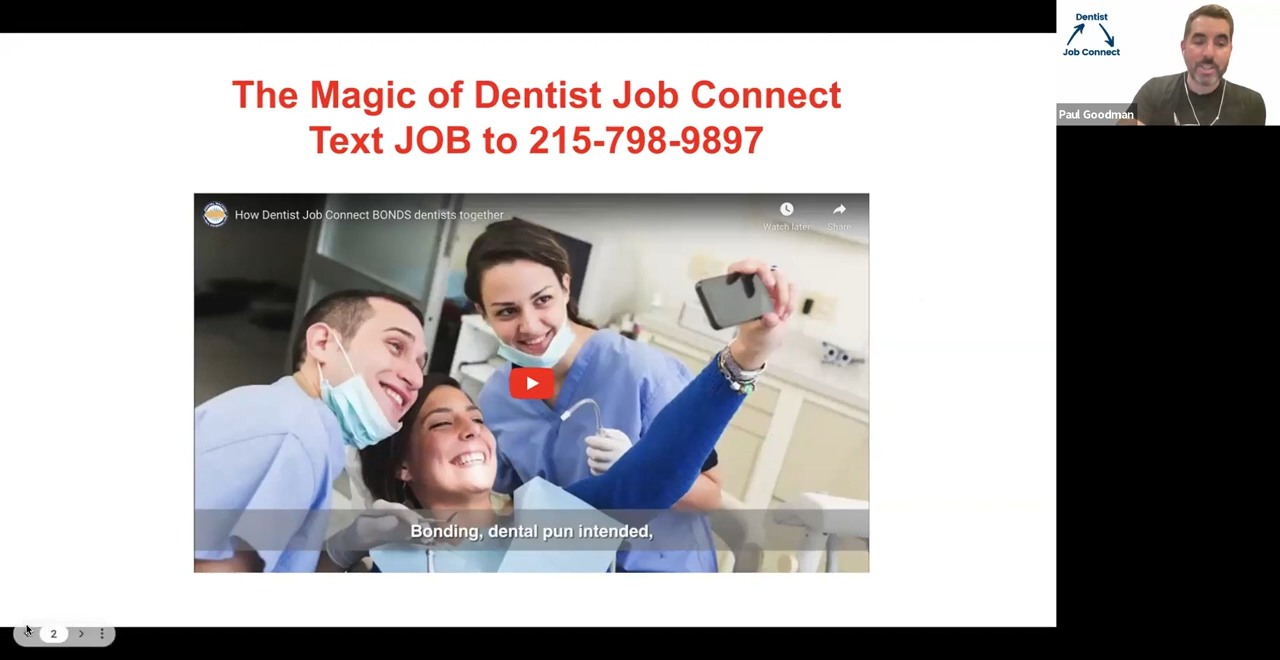 The Magic of Dentist Job Connect
Text JOB to 215-798-9897
How Dentist Job Connect BONDS dentists together
Watch later
Share
Bonding, dental pun intended,
2
Dentist
Job Connect
Paul Goodman